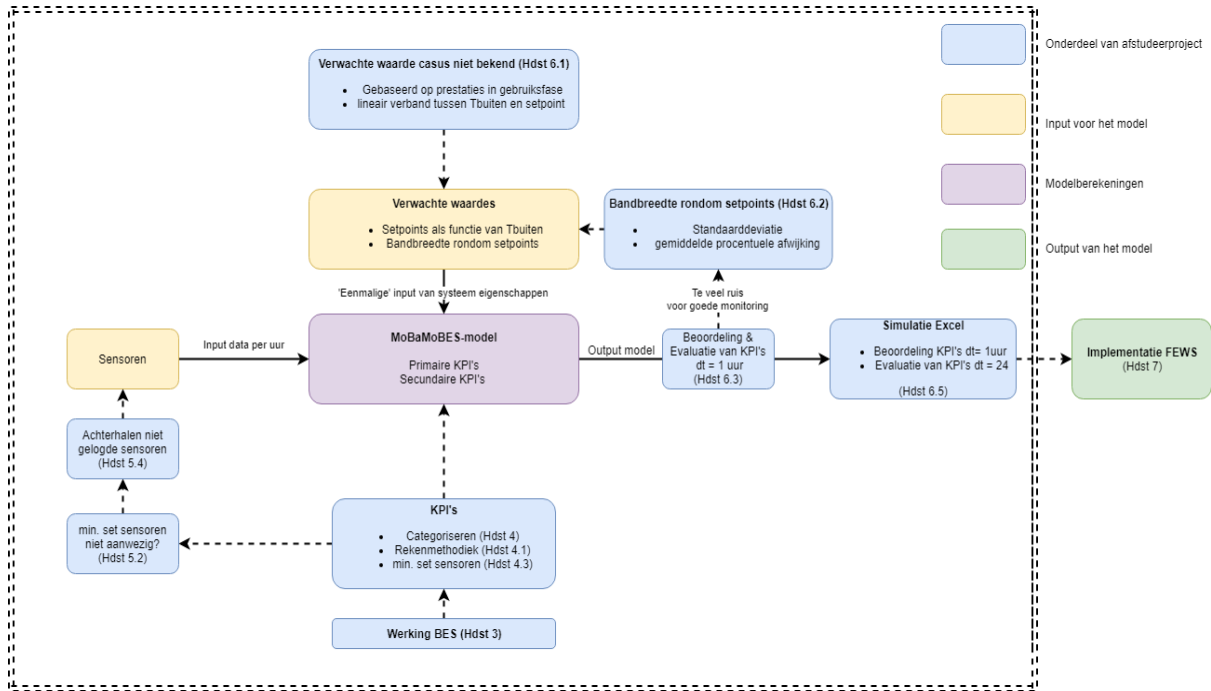 Verwachte waarde casus niet bekend (Hdst 6.1)
Gebaseerd op prestaties in gebruiksfase
lineair verband tussen Tbuiten en setpoint
Onderdeel van afstudeerproject
Input voor het model
Modelberekeningen
Output van het model
Verwachte waardes
Setpoints als functie van Tbuiten
Bandbreedte rondom setpoints
Bandbreedte rondom setpoints (Hdst 6.2)
Standaarddeviatie
gemiddelde procentuele afwijking
'Eenmalige' input van systeem eigenschappen
Te veel ruis
voor goede monitoring
Sensoren
Input data per uur
MoBaMoBES-model
Primaire KPI's
Secundaire KPI's
Output model
Beoordeling &
Evaluatie van KPI's
dt = 1 uur
(Hdst 6.3)
Simulatie Excel
Beoordeling KPI's dt= 1uur
Evaluatie van KPI's dt = 24
(Hdst 6.5)
Implementatie FEWS
(Hdst 7)
Achterhalen niet
gelogde sensoren
(Hdst 5.4)
min. set sensoren
niet aanwezig?
(Hdst 5.2)
KPI's
Categoriseren (Hdst 4)
Rekenmethodiek (Hdst 4.1)
min. set sensoren (Hdst 4.3)
Werking BES (Hdst 3)